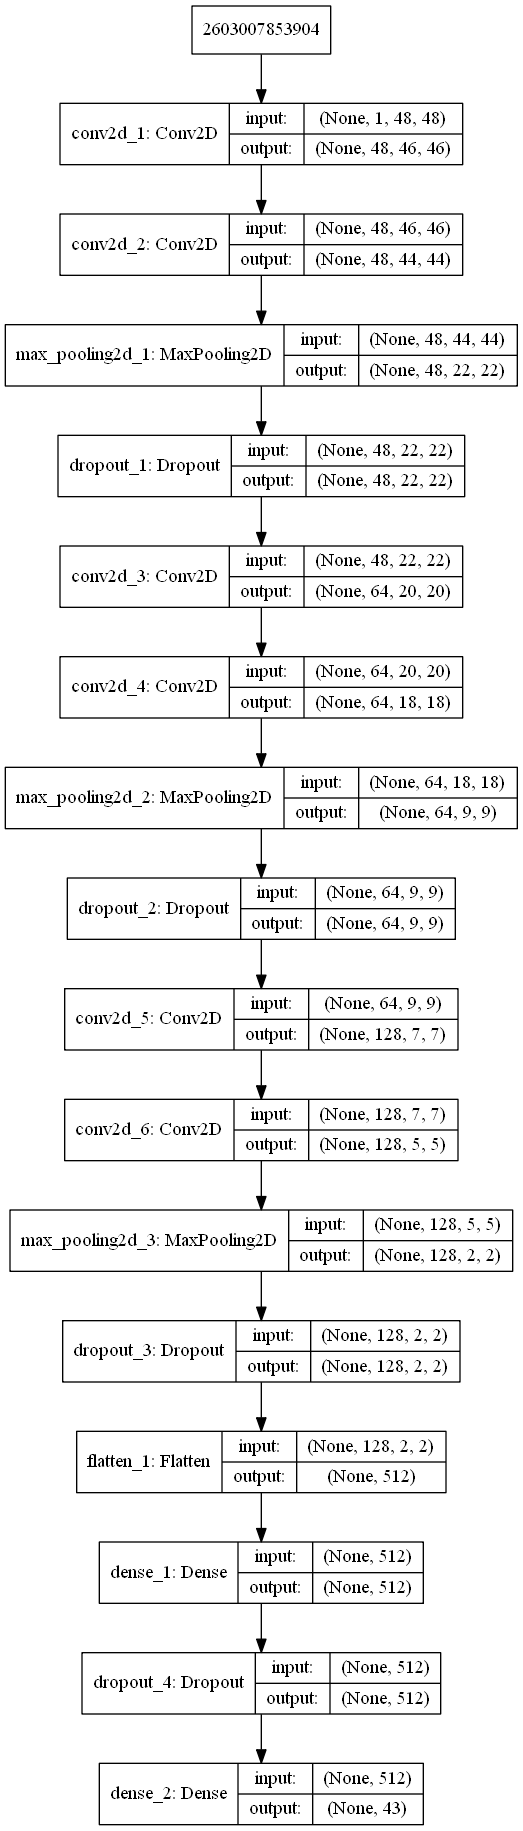 2603007853904
conv2d_1: Conv2D
input: (None, 1, 48, 48)
output: (None, 48, 46, 46)
conv2d_2: Conv2D
input: (None, 48, 46, 46)
output: (None, 48, 44, 44)
max_pooling2d_1: MaxPooling2D
input: (None, 48, 44, 44)
output: (None, 48, 22, 22)
dropout_1: Dropout
input: (None, 48, 22, 22)
output: (None, 48, 22, 22)
conv2d_3: Conv2D
input: (None, 48, 22, 22)
output: (None, 64, 20, 20)
conv2d_4: Conv2D
input: (None, 64, 20, 20)
output: (None, 64, 18, 18)
max_pooling2d_2: MaxPooling2D
input: (None, 64, 18, 18)
output: (None, 64, 9, 9)
dropout_2: Dropout
input: (None, 64, 9, 9)
output: (None, 64, 9, 9)
conv2d_5: Conv2D
input: (None, 64, 9, 9)
output: (None, 128, 7, 7)
conv2d_6: Conv2D
input: (None, 128, 7, 7)
output: (None, 128, 5, 5)
max_pooling2d_3: MaxPooling2D
input: (None, 128, 5, 5)
output: (None, 128, 2, 2)
dropout_3: Dropout
input: (None, 128, 2, 2)
output: (None, 128, 2, 2)
flatten_1: Flatten
input: (None, 128, 2, 2)
output: (None, 512)
dense_1: Dense
input: (None, 512)
output: (None, 512)
dropout_4: Dropout
input: (None, 512)
output: (None, 512)
dense_2: Dense
input: (None, 512)
output: (None, 43)